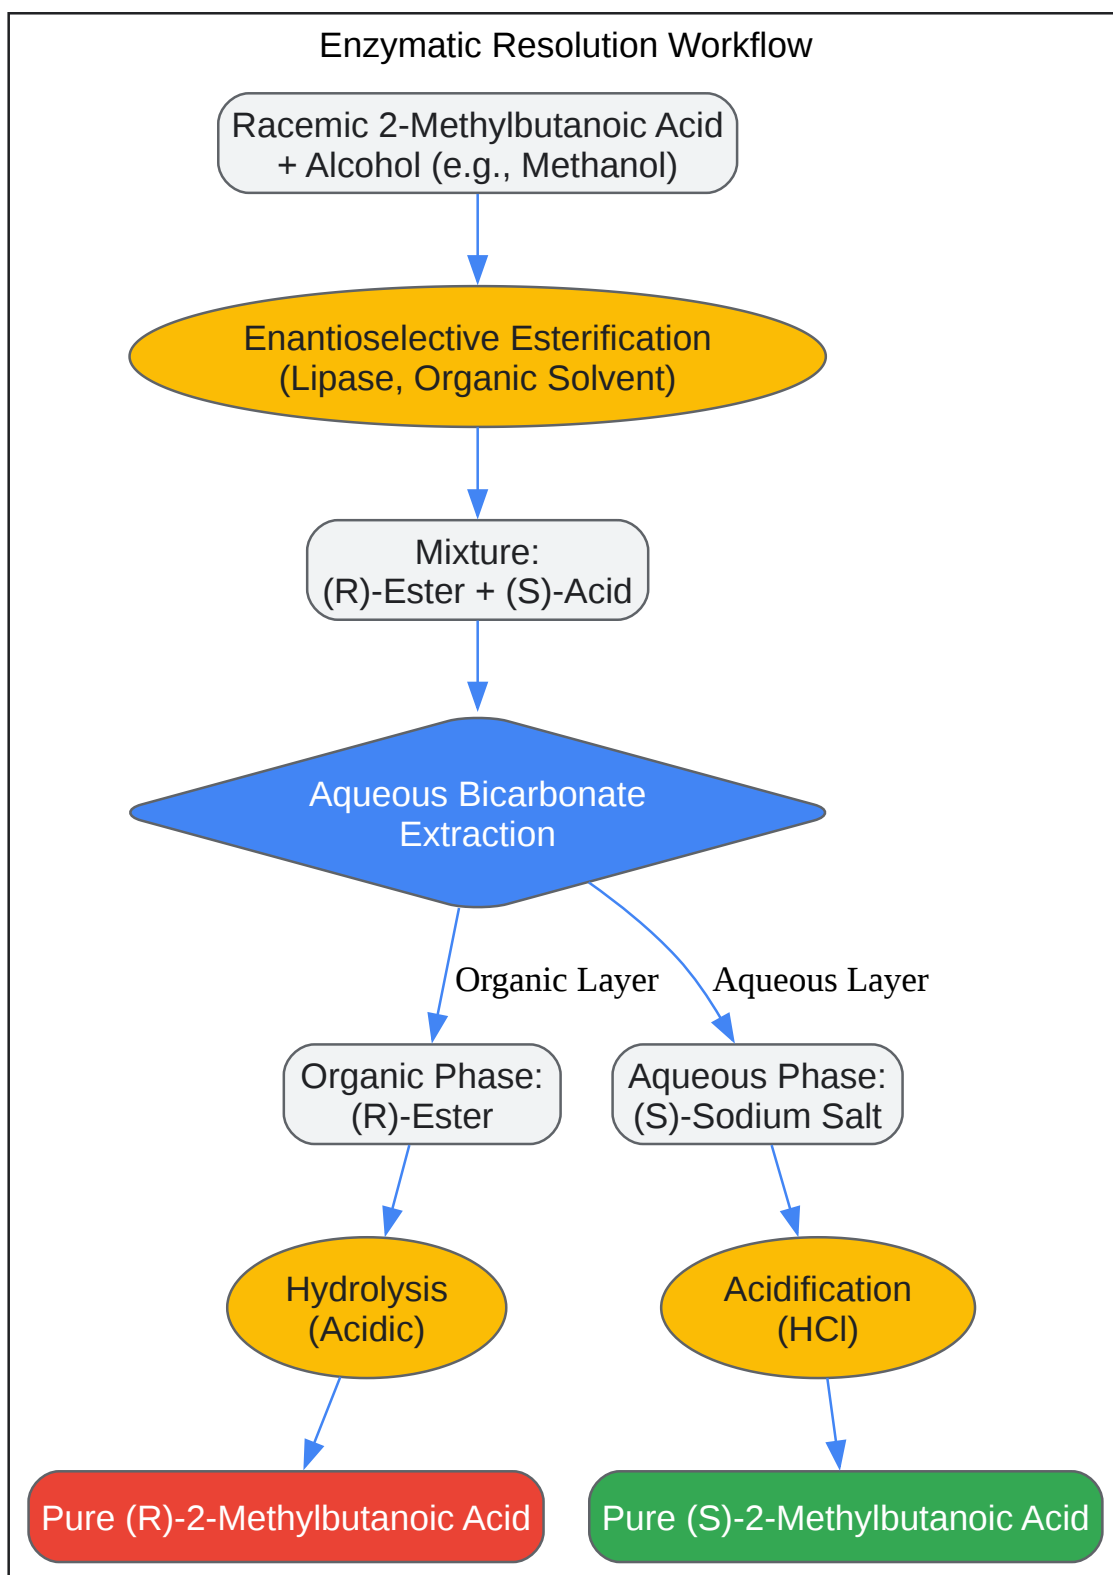 Enzymatic Resolution Workflow
Racemic 2-Methylbutanoic Acid
+ Alcohol (e.g., Methanol)
Enantioselective Esterification
(Lipase, Organic Solvent)
Mixture:
(R)-Ester + (S)-Acid
Aqueous Bicarbonate
Extraction
Organic Layer
Aqueous Layer
Organic Phase:
(R)-Ester
Aqueous Phase:
(S)-Sodium Salt
Hydrolysis
(Acidic)
Acidification
(HCl)
Pure (R)-2-Methylbutanoic Acid
Pure (S)-2-Methylbutanoic Acid